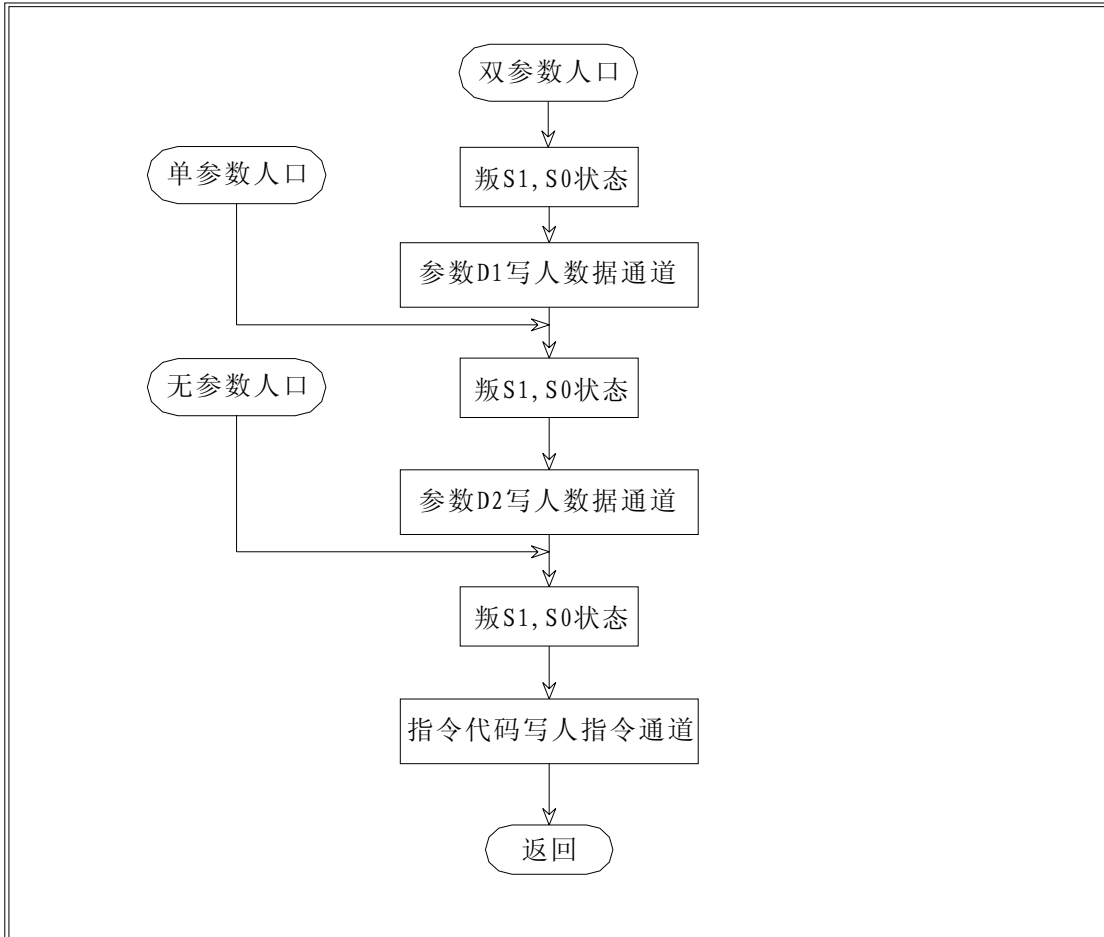 双参数人口
单参数人口
叛S1,S0状态
参数D1写人数据通道
无参数人口
叛S1,S0状态
参数D2写人数据通道
叛S1,S0状态
指令代码写人指令通道
返回